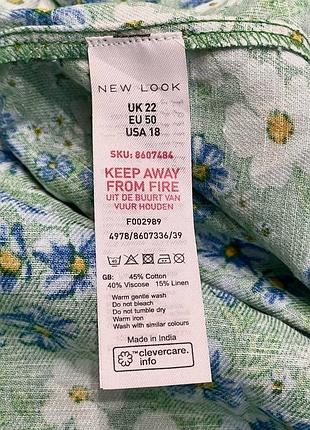 NEW LOOK
UK 22
EU 50
USA 18
SKU: 8607484
KEEP AWAY
FROM FIRE
UIT DE BUURT VAN
VUUR HOUDEN
F002989
4978/8607336/39
GB: 45% Cotton
40% Viscose 15% Linen
Warm gentle wash
Do not bleach
Do not tumble dry
Warm iron
Wash with similar colours
Made in India
clevercare.
info